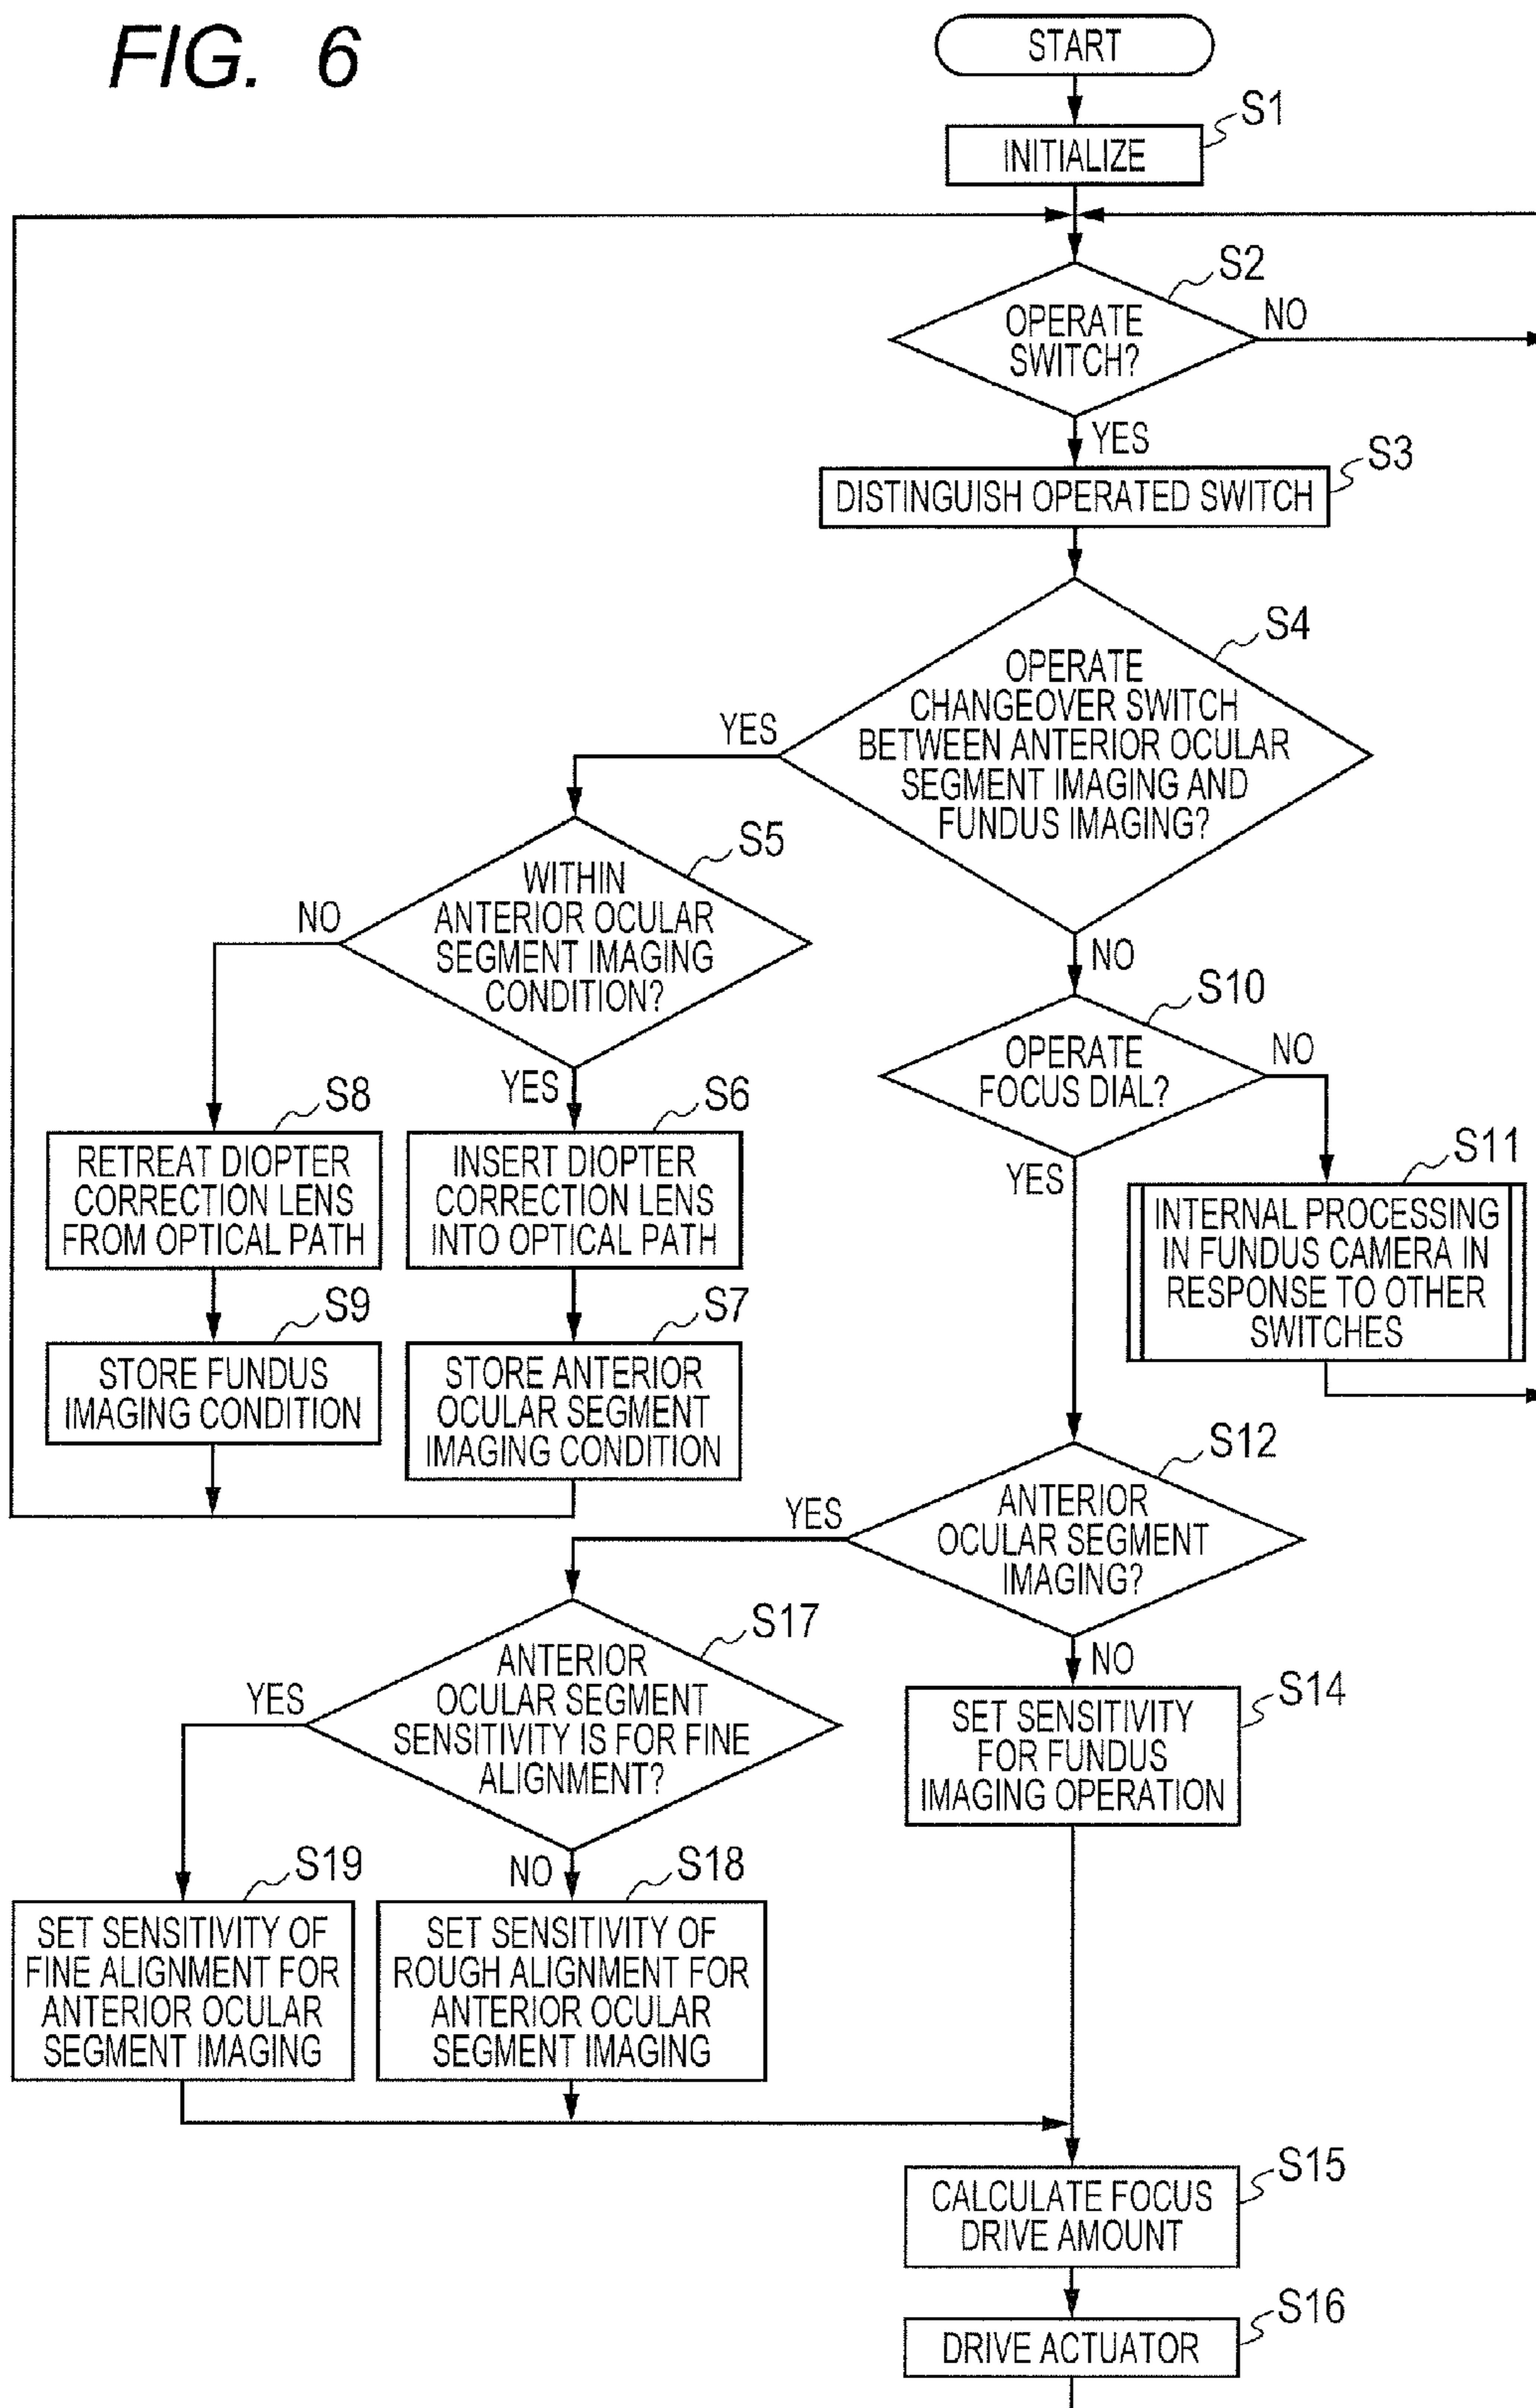 FIG. 6
START
S1
INITIALIZE
S2
OPERATE
SWITCH?
NO
YES
S3
DISTINGUISH OPERATED SWITCH
S4
OPERATE
CHANGEOVER SWITCH
BETWEEN ANTERIOR OCULAR
SEGMENT IMAGING AND
FUNDUS IMAGING?
YES
NO
S5
WITHIN
ANTERIOR OCULAR
SEGMENT IMAGING
CONDITION?
NO
YES
S8
RETREAT DIOPTER
CORRECTION LENS
FROM OPTICAL PATH
S6
INSERT DIOPTER
CORRECTION LENS
INTO OPTICAL PATH
S9
STORE FUNDUS
IMAGING CONDITION
S7
STORE ANTERIOR
OCULAR SEGMENT
IMAGING CONDITION
S10
OPERATE
FOCUS DIAL?
NO
YES
S11
INTERNAL PROCESSING
IN FUNDUS CAMERA IN
RESPONSE TO OTHER
SWITCHES
S12
ANTERIOR
OCULAR SEGMENT
IMAGING?
YES
NO
S17
ANTERIOR
OCULAR SEGMENT
SENSITIVITY IS FOR FINE
ALIGNMENT?
YES
NO
S14
SET SENSITIVITY
FOR FUNDUS
IMAGING OPERATION
S19
SET SENSITIVITY OF
FINE ALIGNMENT FOR
ANTERIOR OCULAR
SEGMENT IMAGING
S18
SET SENSITIVITY OF
ROUGH ALIGNMENT FOR
ANTERIOR OCULAR
SEGMENT IMAGING
S15
CALCULATE FOCUS
DRIVE AMOUNT
S16
DRIVE ACTUATOR